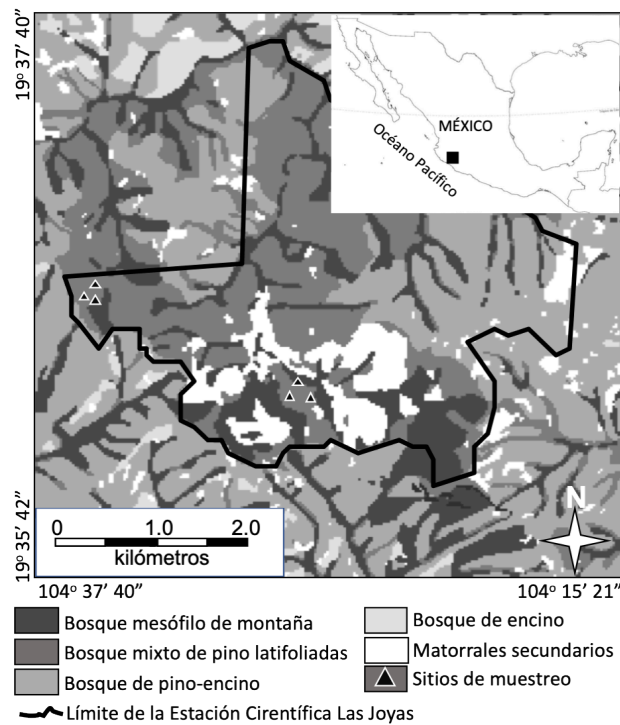 19º 37’ 40”
MÉXICO
Océano Pacífico
N
0 1.0 2.0
kilómetros
19º 35’ 42”
104º 37’ 40”
104º 15’ 21”
Bosque mesófilo de montaña
Bosque mixto de pino latifoliadas
Bosque de pino-encino
Bosque de encino
Matorrales secundarios
Sitios de muestreo
Límite de la Estación Cirentífica Las Joyas